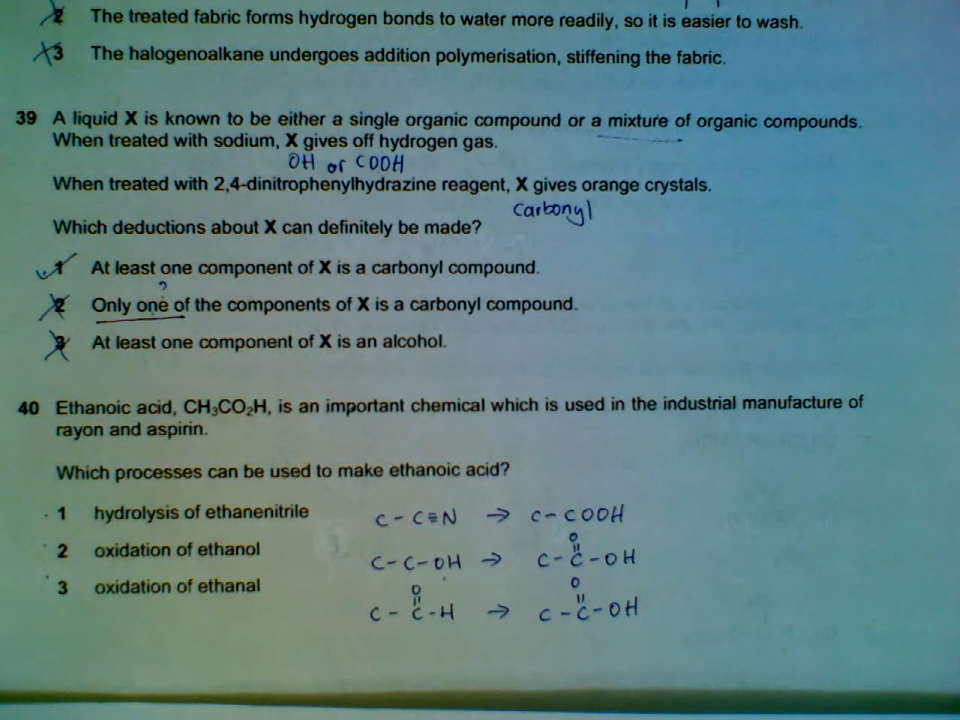 2 The treated fabric forms hydrogen bonds to water more readily, so it is easier to wash.
3 The halogenoalkane undergoes addition polymerisation, stiffening the fabric.
39 A liquid X is known to be either a single organic compound or a mixture of organic compounds.
When treated with sodium, X gives off hydrogen gas.
OH or COOH
When treated with 2,4-dinitrophenylhydrazine reagent, X gives orange crystals.
Carbonyl
Which deductions about X can definitely be made?
1 At least one component of X is a carbonyl compound.
?
2 Only one of the components of X is a carbonyl compound.
3 At least one component of X is an alcohol.
40 Ethanoic acid, CH₃CO₂H, is an important chemical which is used in the industrial manufacture of
rayon and aspirin.
Which processes can be used to make ethanoic acid?
1 hydrolysis of ethanenitrile C - C≡N → C - COOH
O
2 oxidation of ethanol C - C - OH → C - C - OH
O O
3 oxidation of ethanal C - C - H → C - C - OH